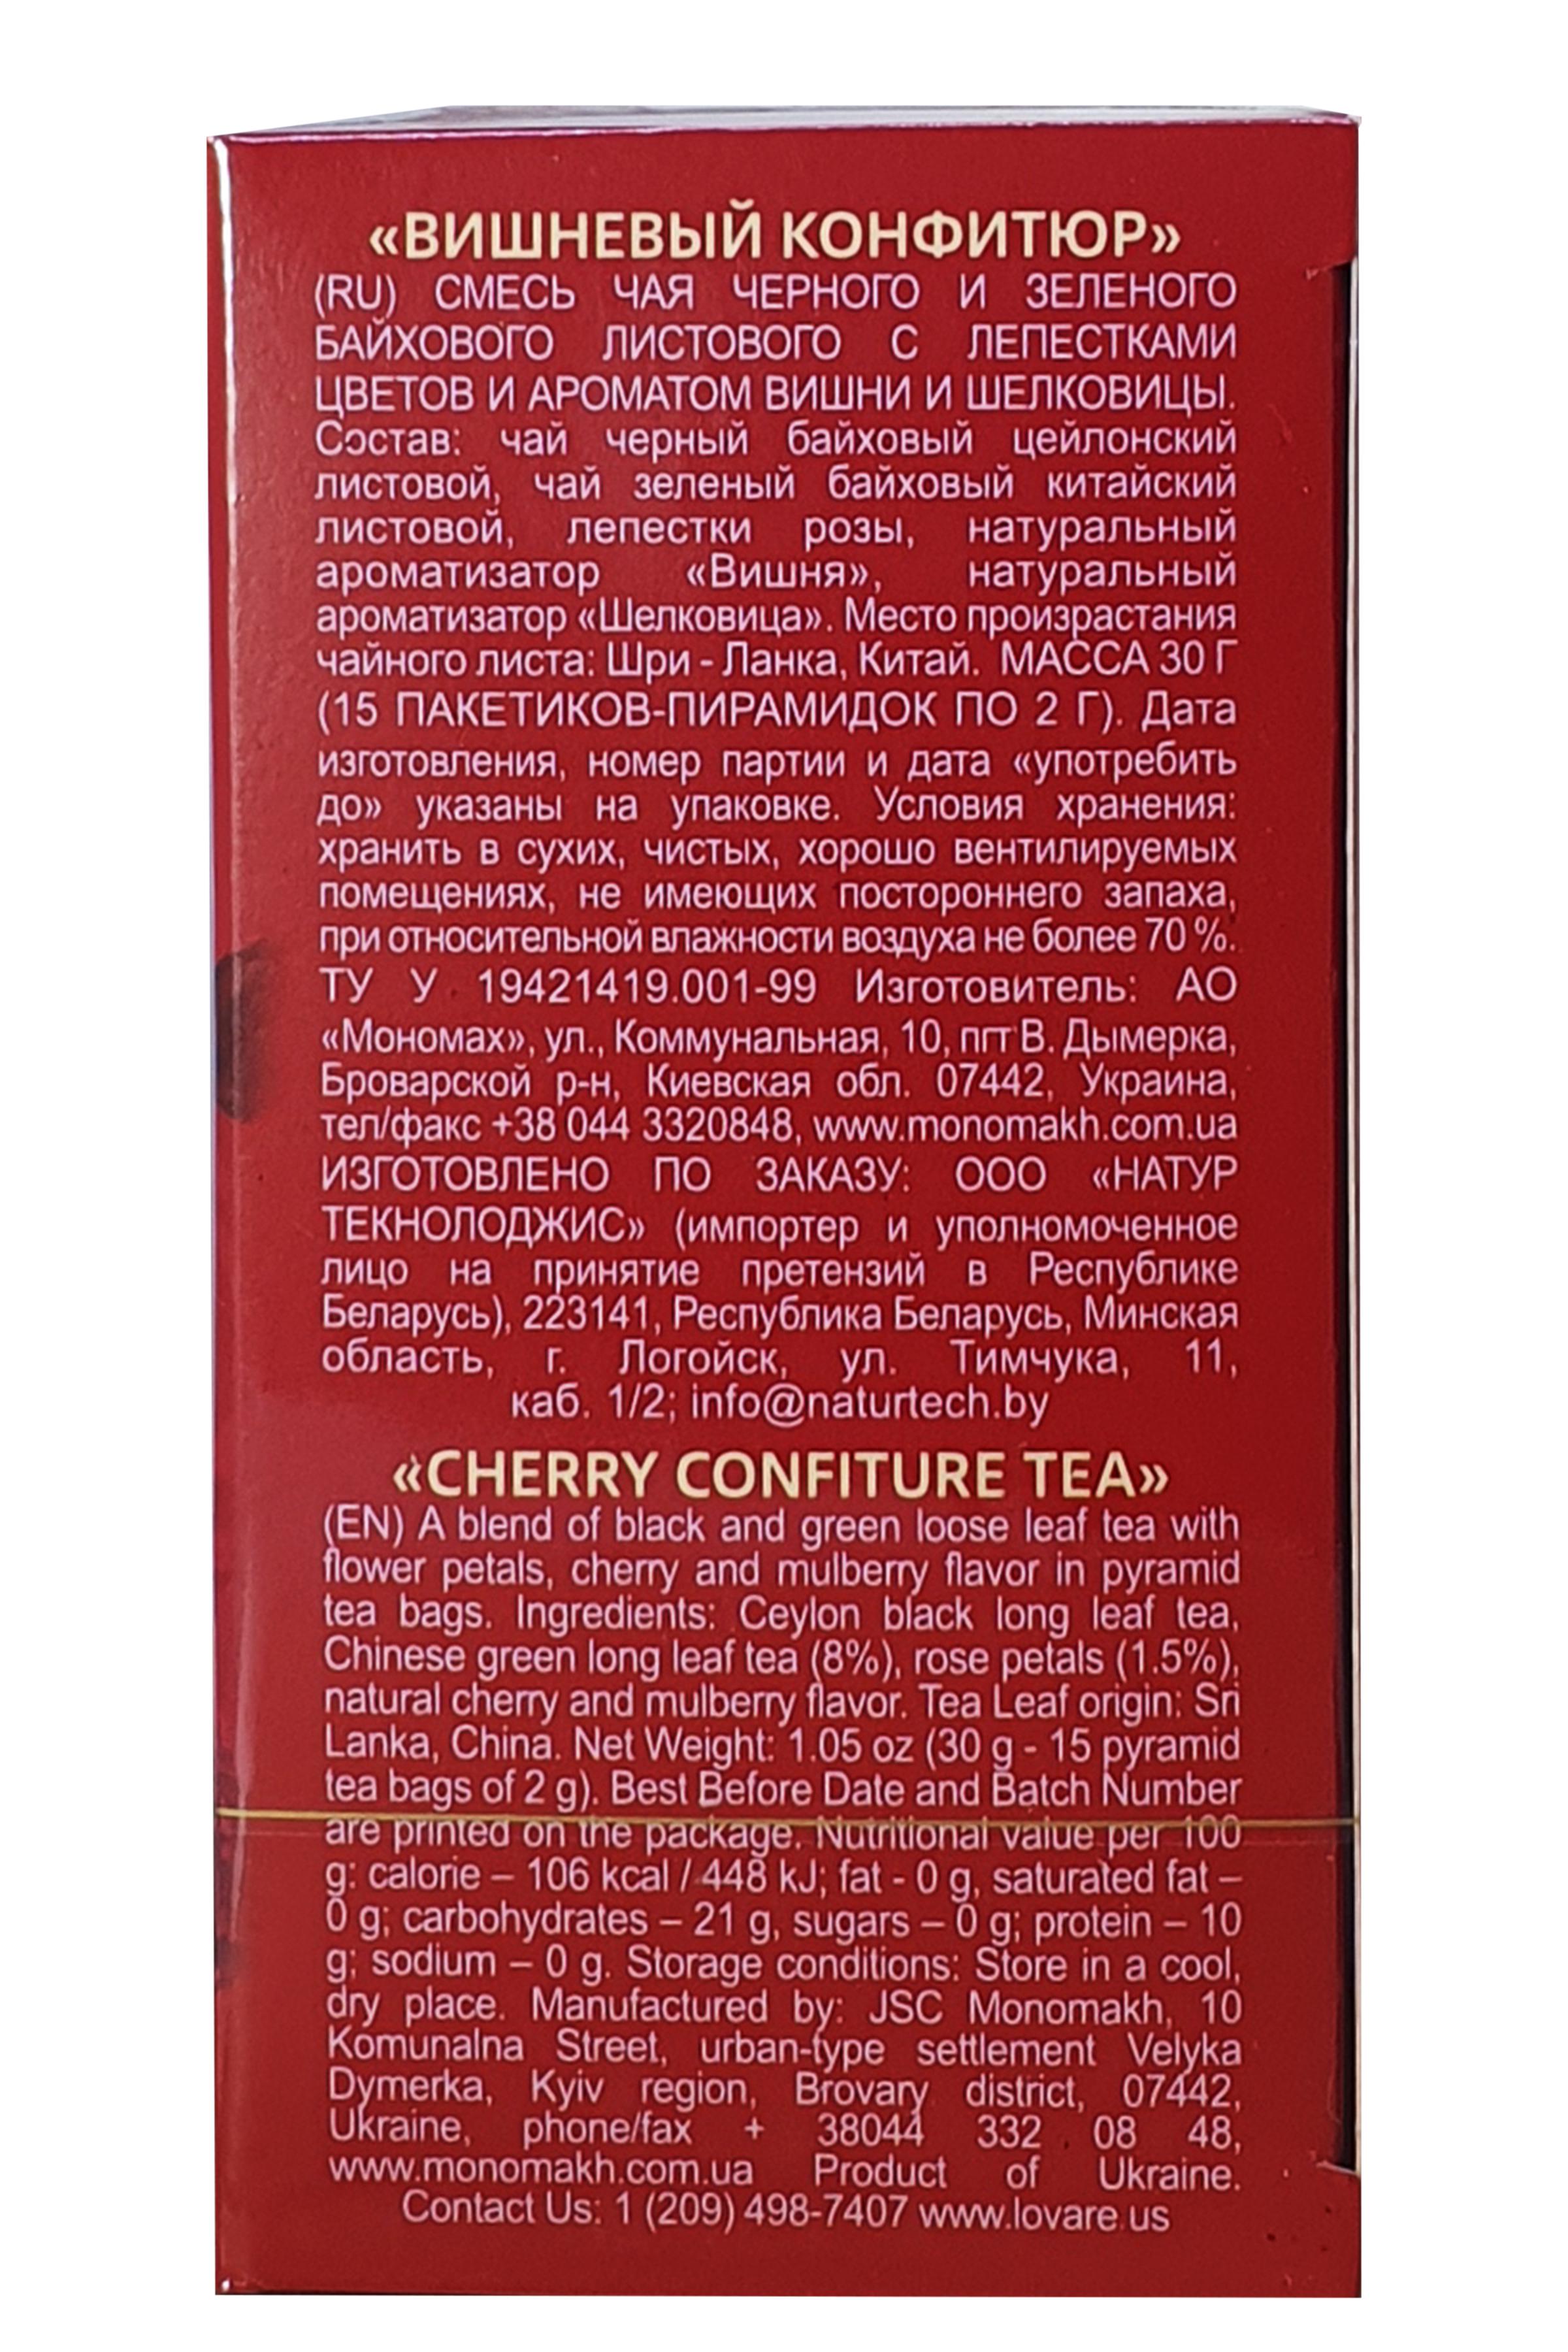 «ВИШНЕВЫЙ КОНФИТЮР»
(RU) СМЕСЬ ЧАЯ ЧЕРНОГО И ЗЕЛЕНОГО
БАЙХОВОГО ЛИСТОВОГО С ЛЕПЕСТКАМИ
ЦВЕТОВ И АРОМАТОМ ВИШНИ И ШЕЛКОВИЦЫ.
Состав: чай черный байховый цейлонский
листовой, чай зеленый байховый китайский
листовой, лепестки розы, натуральный
ароматизатор «Вишня», натуральный
ароматизатор «Шелковица». Место произрастания
чайного листа: Шри - Ланка, Китай. МАССА 30 Г
(15 ПАКЕТИКОВ-ПИРАМИДОК ПО 2 Г). Дата
изготовления, номер партии и дата «употребить
до» указаны на упаковке. Условия хранения:
хранить в сухих, чистых, хорошо вентилируемых
помещениях, не имеющих постороннего запаха,
при относительной влажности воздуха не более 70 %.
ТУ У 19421419.001-99 Изготовитель: АО
«Мономах», ул., Коммунальная, 10, пгт В. Дымерка,
Броварской р-н, Киевская обл. 07442, Украина,
тел/факс +38 044 3320848, www.monomakh.com.ua
ИЗГОТОВЛЕНО ПО ЗАКАЗУ: ООО «НАТУР
ТЕКНОЛОДЖИС» (импортер и уполномоченное
лицо на принятие претензий в Республике
Беларусь), 223141, Республика Беларусь, Минская
область, г. Логойск, ул. Тимчука, 11,
каб. 1/2; info@naturtech.by
«CHERRY CONFITURE TEA»
(EN) A blend of black and green loose leaf tea with
flower petals, cherry and mulberry flavor in pyramid
tea bags. Ingredients: Ceylon black long leaf tea,
Chinese green long leaf tea (8%), rose petals (1.5%),
natural cherry and mulberry flavor. Tea Leaf origin: Sri
Lanka, China. Net Weight: 1.05 oz (30 g - 15 pyramid
tea bags of 2 g). Best Before Date and Batch Number
are printed on the package. Nutritional value per 100
g: calorie – 106 kcal / 448 kJ; fat - 0 g, saturated fat –
0 g; carbohydrates – 21 g, sugars – 0 g; protein – 10
g; sodium – 0 g. Storage conditions: Store in a cool,
dry place. Manufactured by: JSC Monomakh, 10
Komunalna Street, urban-type settlement Velyka
Dymerka, Kyiv region, Brovary district, 07442,
Ukraine, phone/fax + 38044 332 08 48,
www.monomakh.com.ua Product of Ukraine.
Contact Us: 1 (209) 498-7407 www.lovare.us